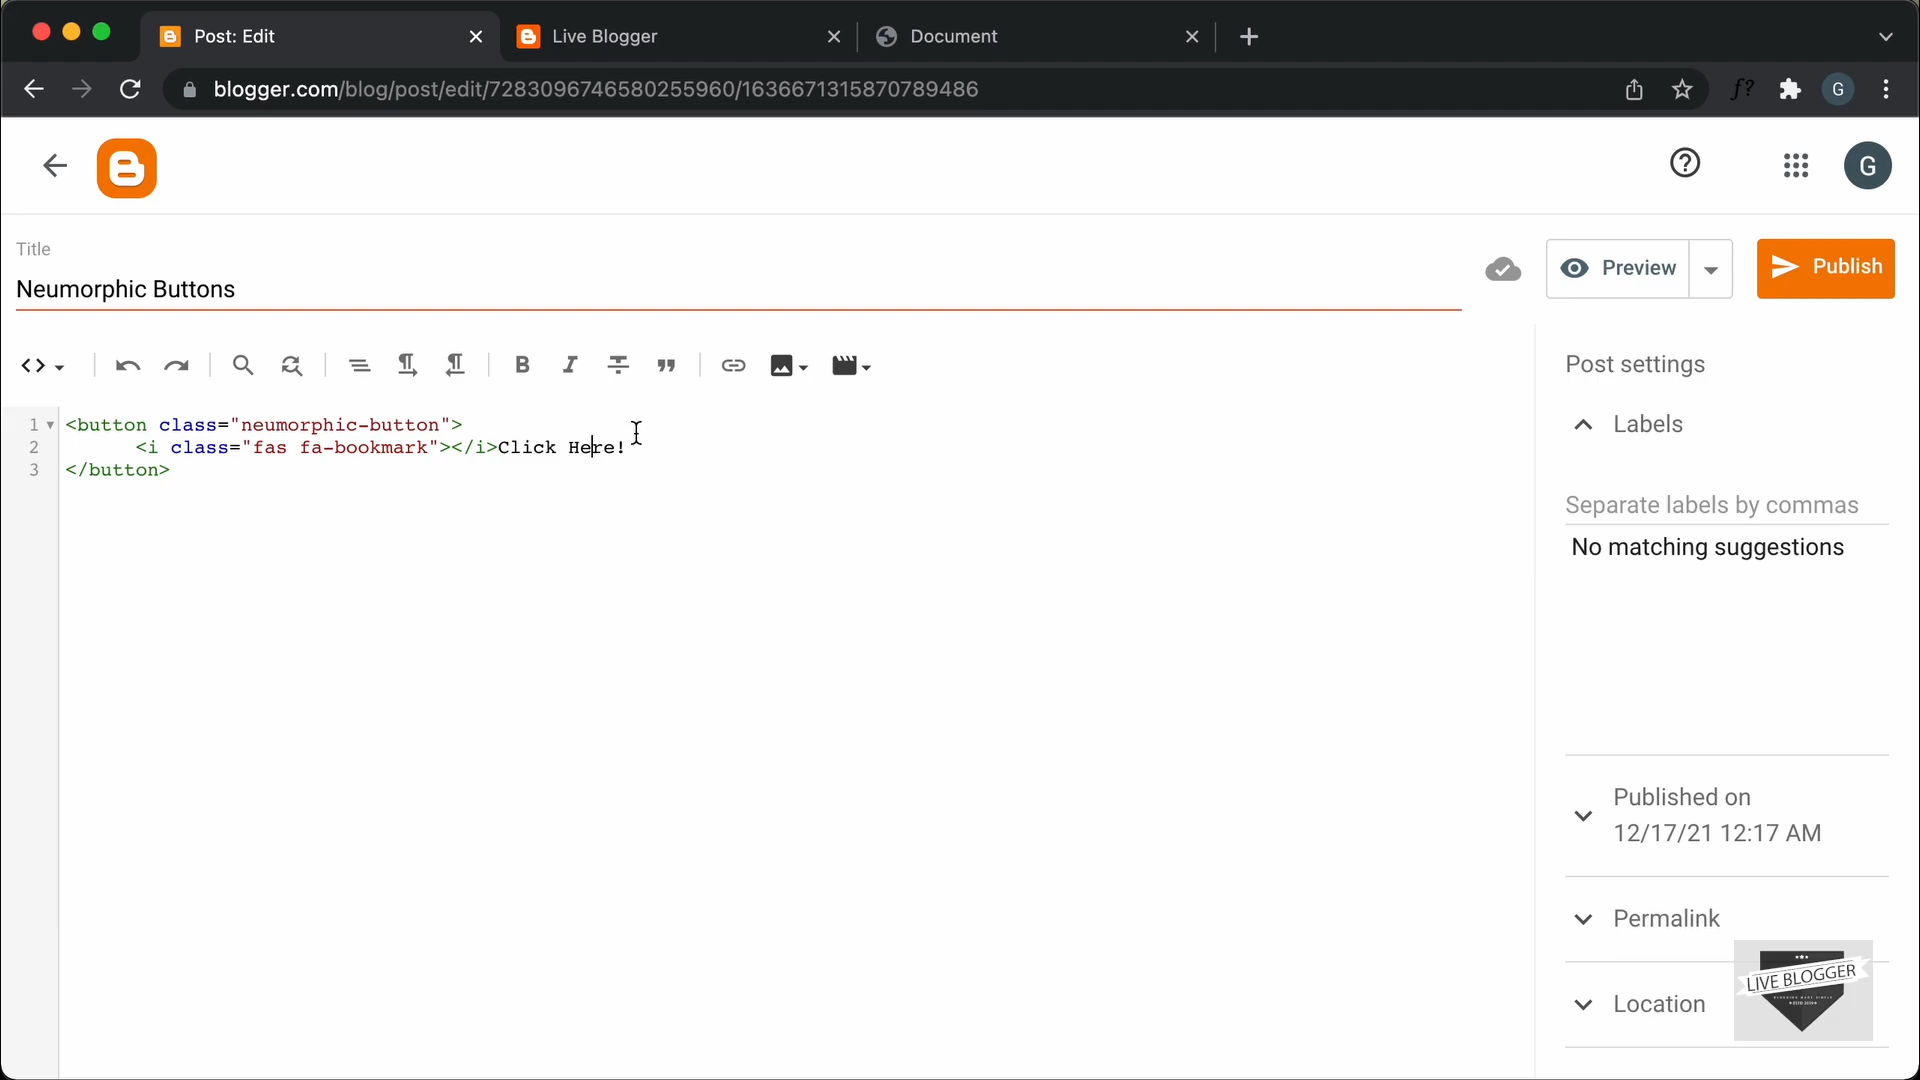 Post: Edit
Live Blogger
Document
blogger.com/blog/post/edit/7283096746580255960/1636671315870789486
f?
G
G
Title
Neumorphic Buttons
Preview
Publish
1 <button class="neumorphic-button">
2 <i class="fas fa-bookmark"></i>Click Here!
3 </button>
Post settings
Labels
Separate labels by commas
No matching suggestions
Published on
12/17/21 12:17 AM
Permalink
Location
LIVE BLOGGER